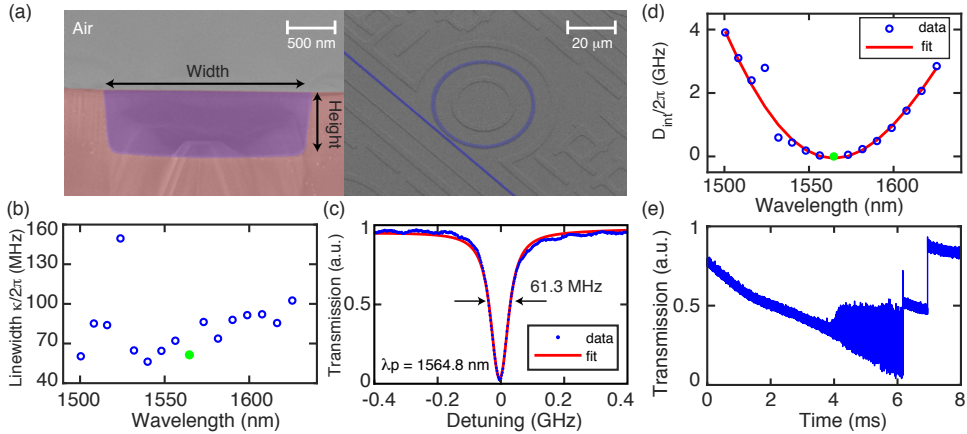 (a)
Air
500 nm
Width
Height
20 μm
(b)
Linewidth κ/2π (MHz)
160
130
100
70
40
1500
1550
1600
Wavelength (nm)
(c)
Transmission (a.u.)
1
0.5
0
61.3 MHz
data
fit
λp = 1564.8 nm
-0.4
-0.2
0
0.2
0.4
Detuning (GHz)
(d)
D_int/2π (GHz)
4
2
0
data
fit
1500
1550
1600
Wavelength (nm)
(e)
Transmission (a.u.)
1
0.5
0
0
2
4
6
8
Time (ms)